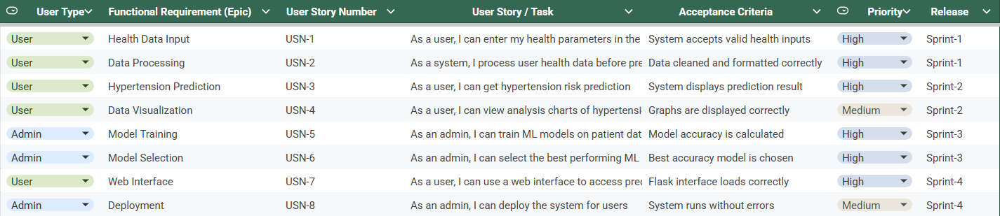 User Type Functional Requirement (Epic) User Story Number User Story / Task Acceptance Criteria Priority Release
User Health Data Input USN-1 As a user, I can enter my health parameters in the System accepts valid health inputs High Sprint-1
User Data Processing USN-2 As a system, I process user health data before pre Data cleaned and formatted correctly High Sprint-1
User Hypertension Prediction USN-3 As a user, I can get hypertension risk prediction System displays prediction result High Sprint-2
User Data Visualization USN-4 As a user, I can view analysis charts of hypertensi Graphs are displayed correctly Medium Sprint-2
Admin Model Training USN-5 As an admin, I can train ML models on patient dat Model accuracy is calculated High Sprint-3
Admin Model Selection USN-6 As an admin, I can select the best performing ML Best accuracy model is chosen High Sprint-3
User Web Interface USN-7 As a user, I can use a web interface to access pred Flask interface loads correctly High Sprint-4
Admin Deployment USN-8 As an admin, I can deploy the system for users System runs without errors Medium Sprint-4